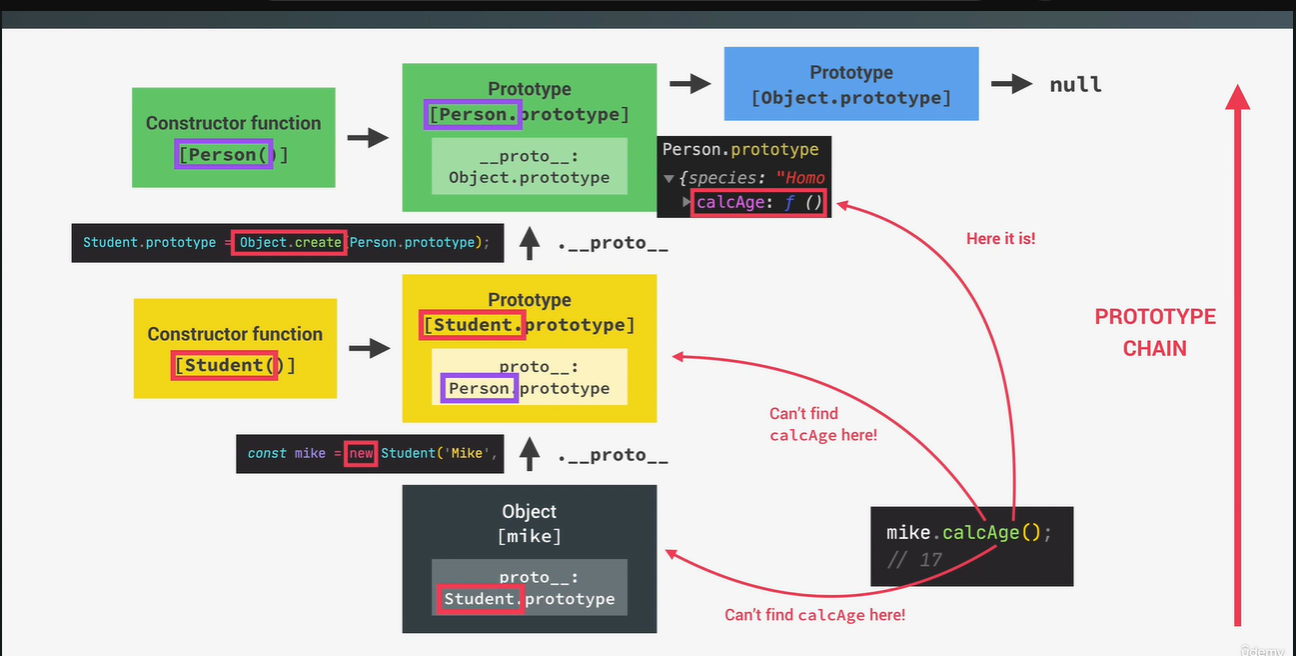 Prototype
[Object.prototype]
null
Prototype
[Person.prototype]
__proto__:
Object.prototype
Constructor function
[Person()]
Person.prototype
▼{species: "Homo
▶calcAge: ƒ ()
Student.prototype = Object.create(Person.prototype);
.__proto__
Here it is!
PROTOTYPE
CHAIN
Constructor function
[Student()]
Prototype
[Student.prototype]
__proto__:
Person.prototype
Can't find
calcAge here!
const mike = new Student('Mike',
.__proto__
Object
[mike]
__proto__:
Student.prototype
mike.calcAge();
// 17
Can't find calcAge here!
Udemy